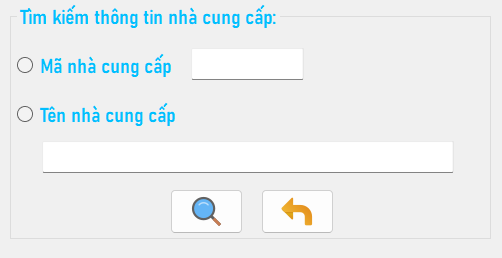 Tìm kiếm thông tin nhà cung cấp:
Mã nhà cung cấp
Tên nhà cung cấp